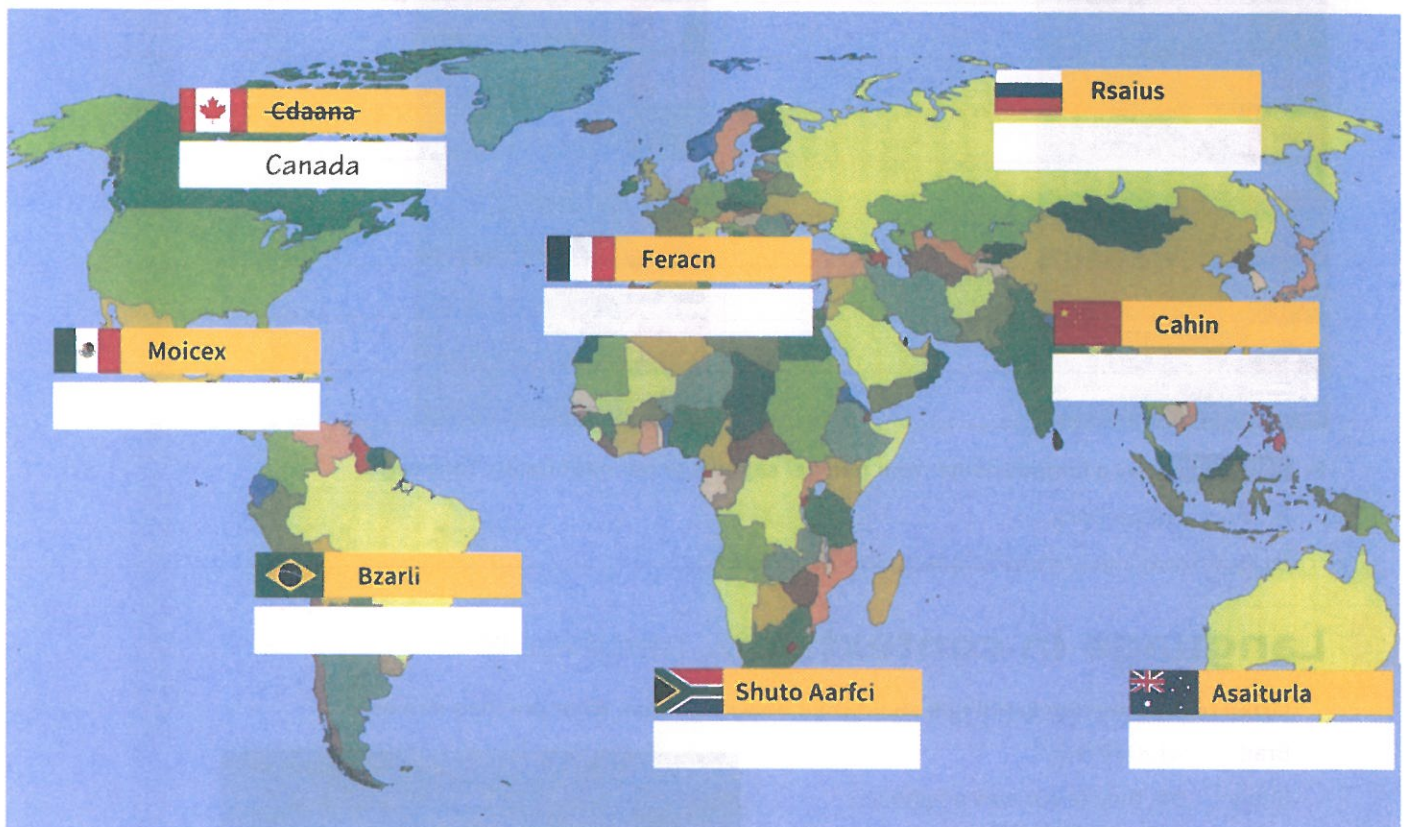 Cdaana
Canada
Rsaius
Feracn
Cahin
Moicex
Bzarli
Shuto Aarfci
Asaiturla